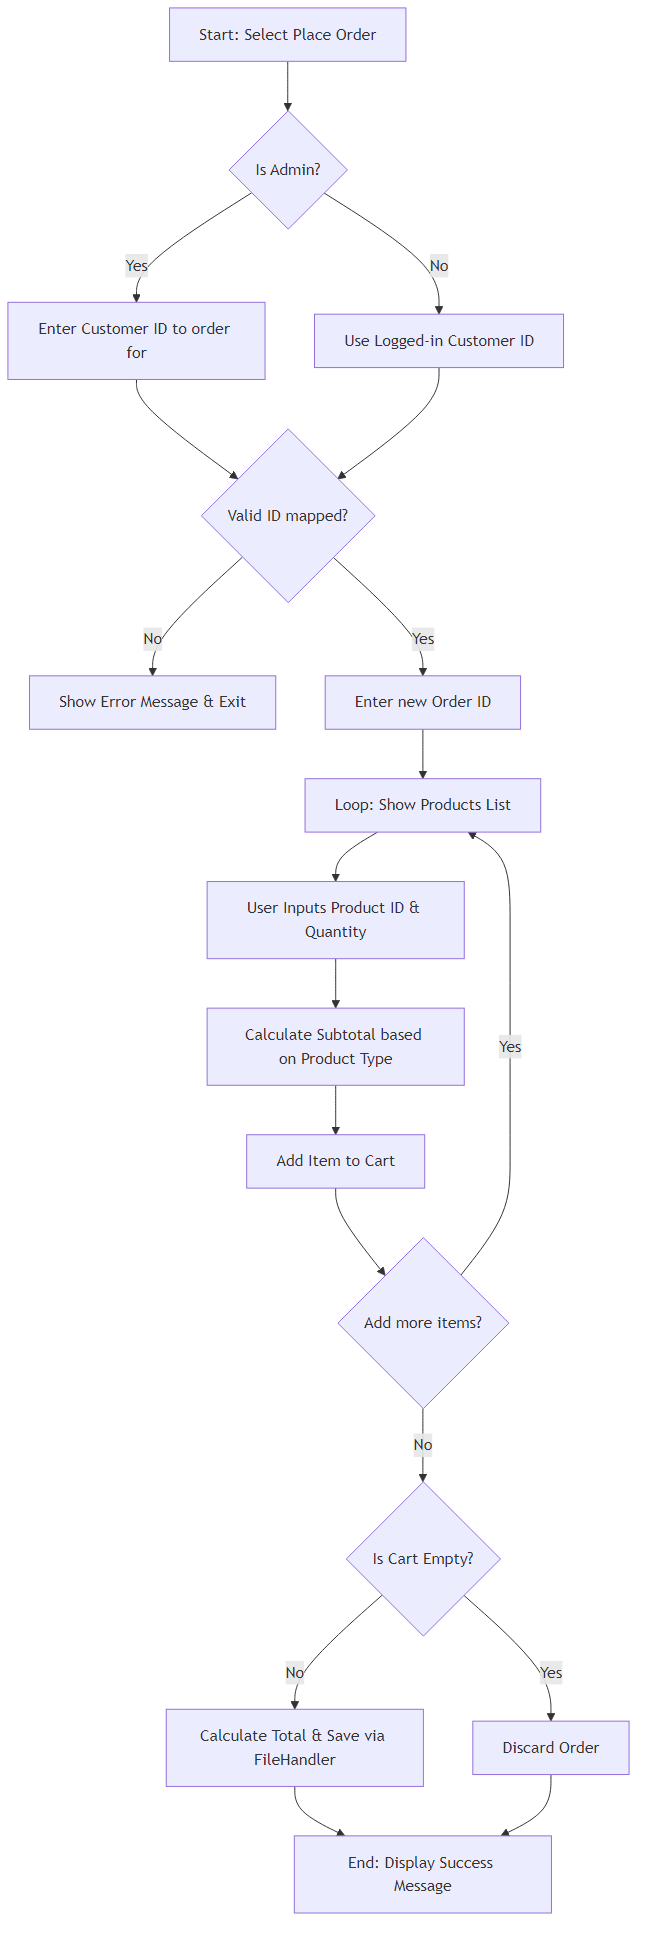 Start: Select Place Order
Is Admin?
Yes
No
Enter Customer ID to order
for
Use Logged-in Customer ID
Valid ID mapped?
No
Yes
Show Error Message & Exit
Enter new Order ID
Loop: Show Products List
User Inputs Product ID &
Quantity
Calculate Subtotal based
on Product Type
Yes
Add Item to Cart
Add more items?
No
Is Cart Empty?
No
Yes
Calculate Total & Save via
FileHandler
Discard Order
End: Display Success
Message